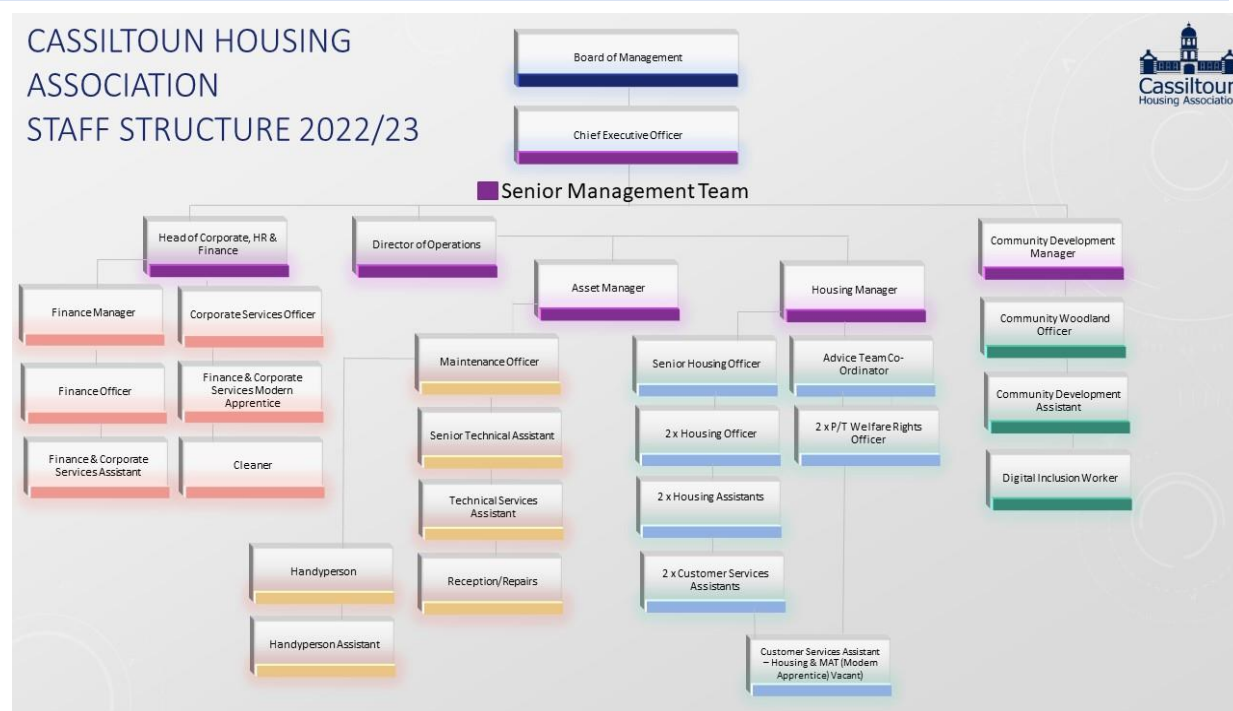 CASSILTOUN HOUSING
ASSOCIATION
STAFF STRUCTURE 2022/23
Board of Management
Cassiltoun
Housing Association
Chief Executive Officer
Senior Management Team
Head of Corporate, HR &
Finance
Director of Operations
Community Development
Manager
Asset Manager
Housing Manager
Finance Manager
Corporate Services Officer
Community Woodland
Officer
Maintenance Officer
Senior Housing Officer
Advice Team Co-
Ordinator
Finance Officer
Finance & Corporate
Services Modern
Apprentice
Community Development
Assistant
Senior Technical Assistant
2 x Housing Officer
2 x P/T Welfare Rights
Officer
Finance & Corporate
Services Assistant
Cleaner
Digital Inclusion Worker
Technical Services
Assistant
2 x Housing Assistants
Handyperson
Reception/Repairs
2 x Customer Services
Assistants
Handyperson Assistant
Customer Services Assistant
– Housing & MAT (Modern
Apprentice) Vacant)